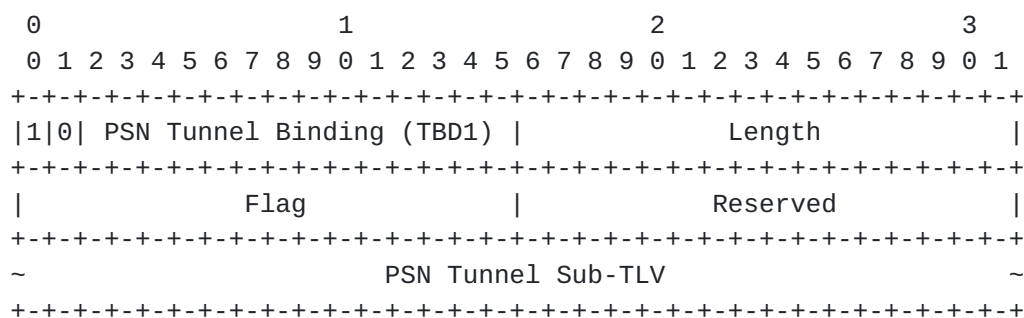 0                   1                   2                   3
 0 1 2 3 4 5 6 7 8 9 0 1 2 3 4 5 6 7 8 9 0 1 2 3 4 5 6 7 8 9 0 1
+-+-+-+-+-+-+-+-+-+-+-+-+-+-+-+-+-+-+-+-+-+-+-+-+-+-+-+-+-+-+-+-+
|1|0| PSN Tunnel Binding (TBD1) |             Length            |
+-+-+-+-+-+-+-+-+-+-+-+-+-+-+-+-+-+-+-+-+-+-+-+-+-+-+-+-+-+-+-+-+
|              Flag             |            Reserved           |
+-+-+-+-+-+-+-+-+-+-+-+-+-+-+-+-+-+-+-+-+-+-+-+-+-+-+-+-+-+-+-+-+
~                       PSN Tunnel Sub-TLV                      ~
+-+-+-+-+-+-+-+-+-+-+-+-+-+-+-+-+-+-+-+-+-+-+-+-+-+-+-+-+-+-+-+-+